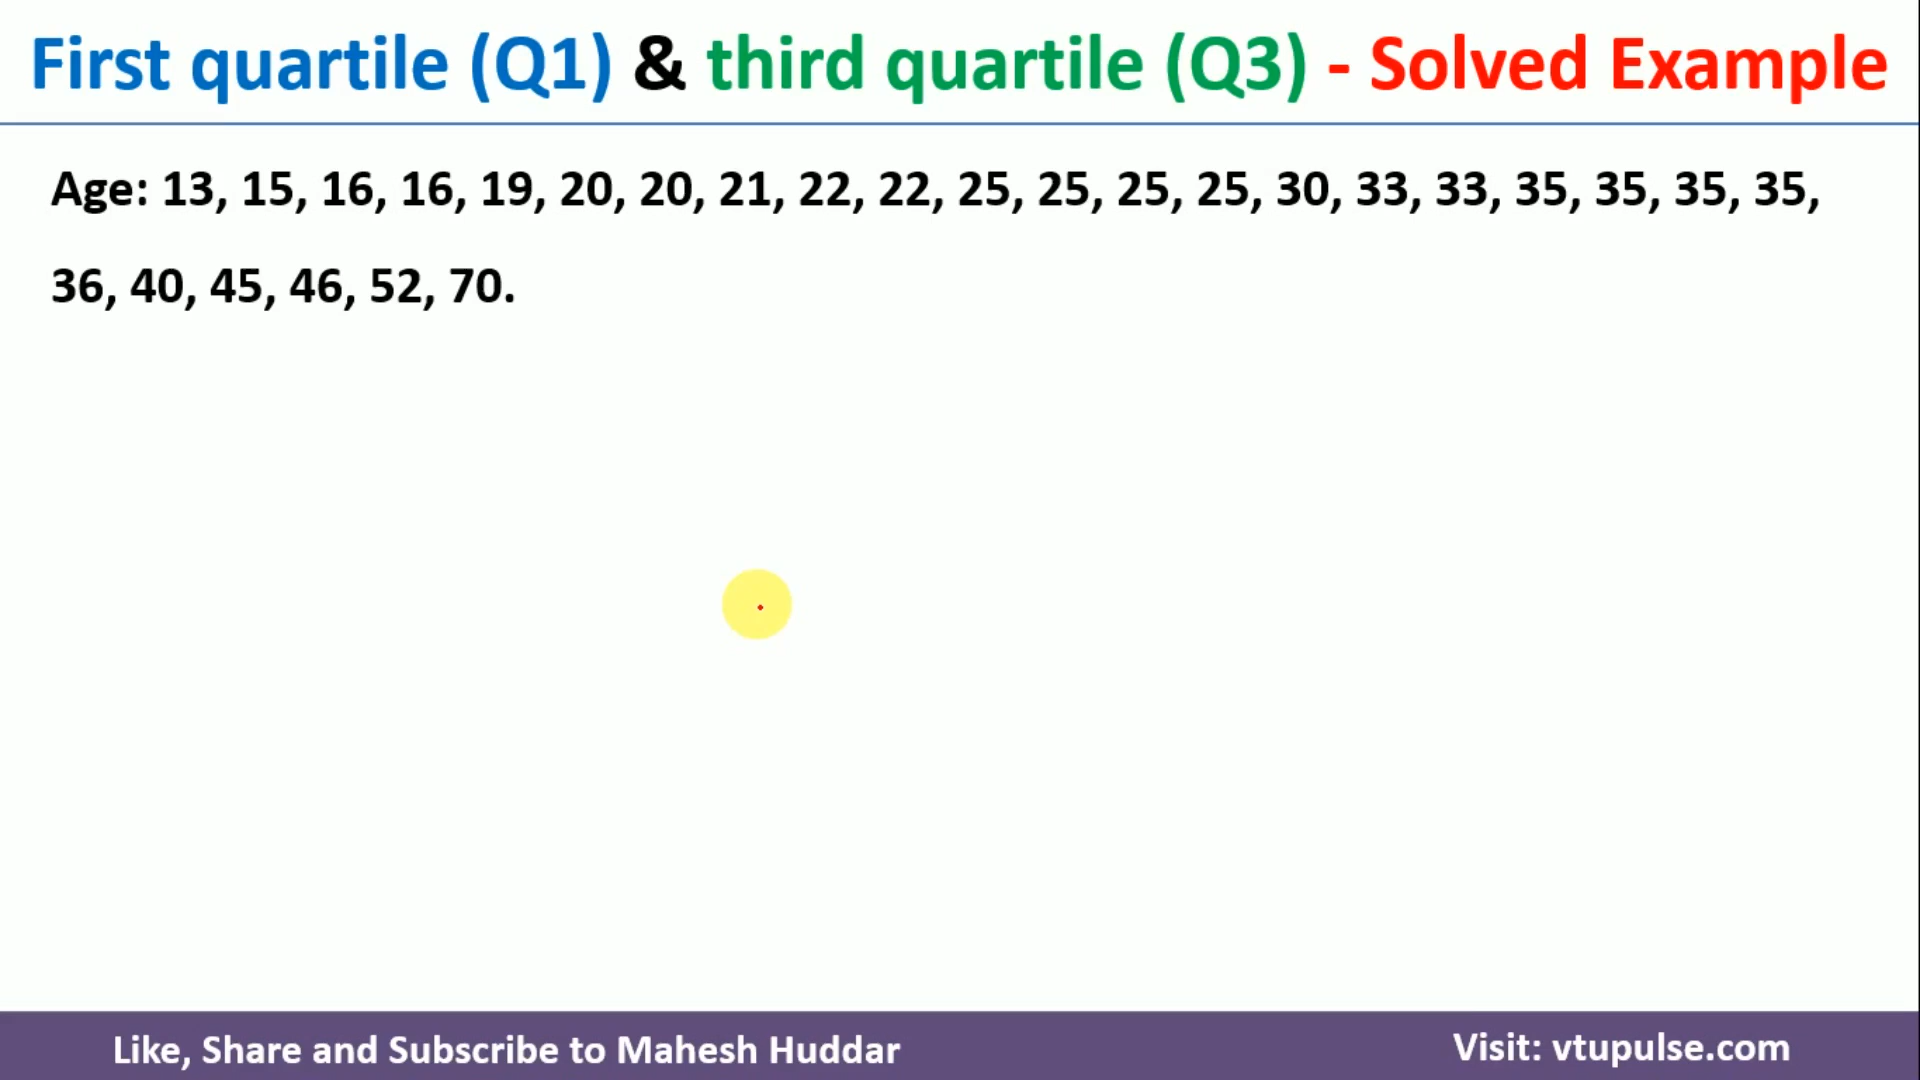 First quartile (Q1) & third quartile (Q3) - Solved Example
Age: 13, 15, 16, 16, 19, 20, 20, 21, 22, 22, 25, 25, 25, 25, 30, 33, 33, 35, 35, 35, 35,
36, 40, 45, 46, 52, 70.
Like, Share and Subscribe to Mahesh Huddar
Visit: vtupulse.com